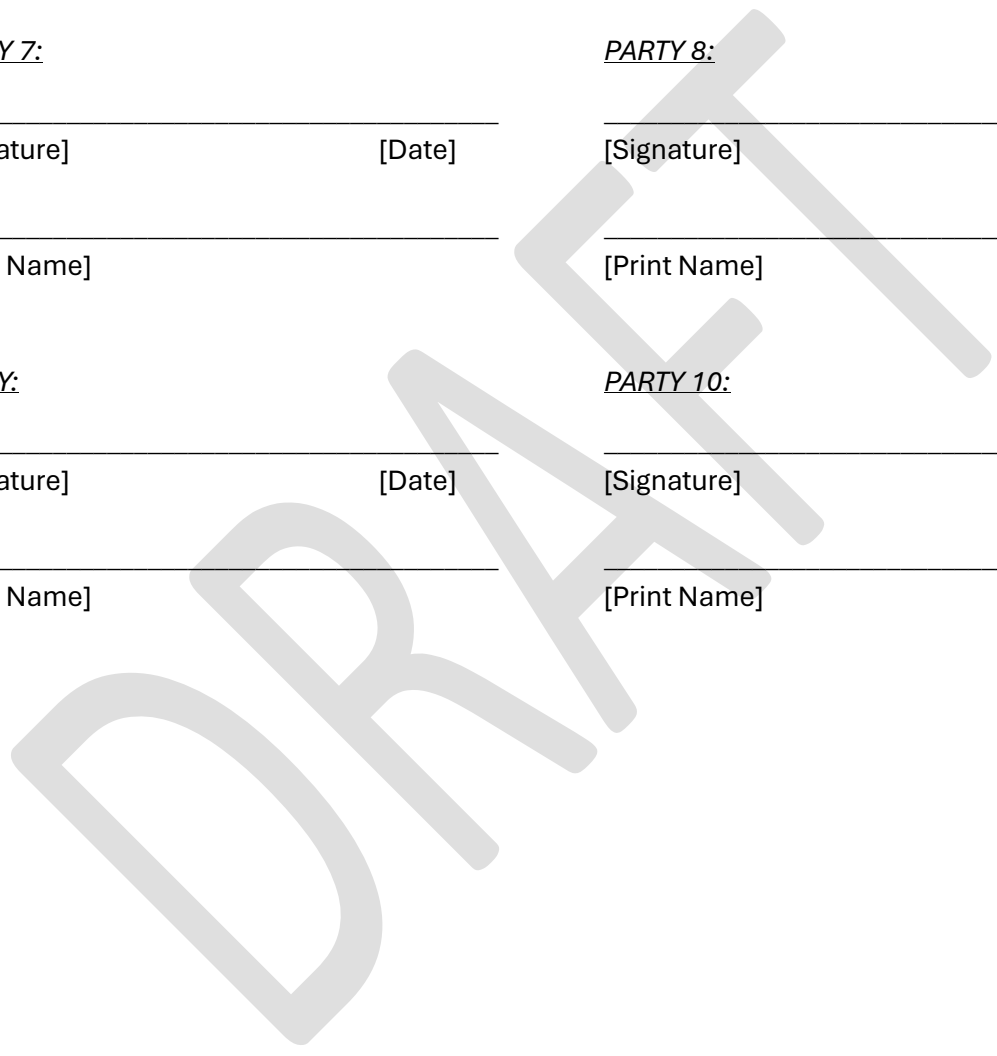 Y 7: PARTY 8:
ature] [Date] [Signature]
Name] [Print Name]
Y: PARTY 10:
ature] [Date] [Signature]
Name] [Print Name]
DRAFT